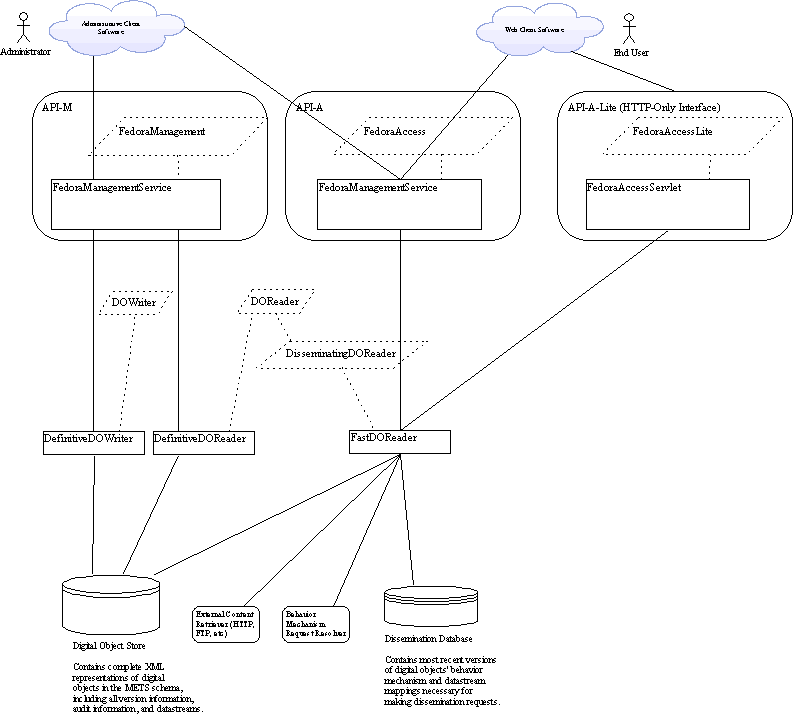 Administrative Client
Software
Web Client Software
Administrator
End User
API-M
API-A
API-A-Lite (HTTP-Only Interface)
FedoraManagement
FedoraAccess
FedoraAccessLite
FedoraManagementService
FedoraManagementService
FedoraAccessServlet
DOWriter
DOReader
DisseminatingDOReader
DefinitiveDOWriter
DefinitiveDOReader
FastDOReader
External Content
Retriever (HTTP,
FTP, etc)
Behavior
Mechanism
Request Resolver
Digital Object Store
Contains complete XML
representations of digital
objects in the METS schema,
including all version information,
audit information, and datastreams.
Dissemination Database
Contains most recent versions
of digital objects' behavior
mechanism and datastream
mappings necessary for
making dissemination requests.